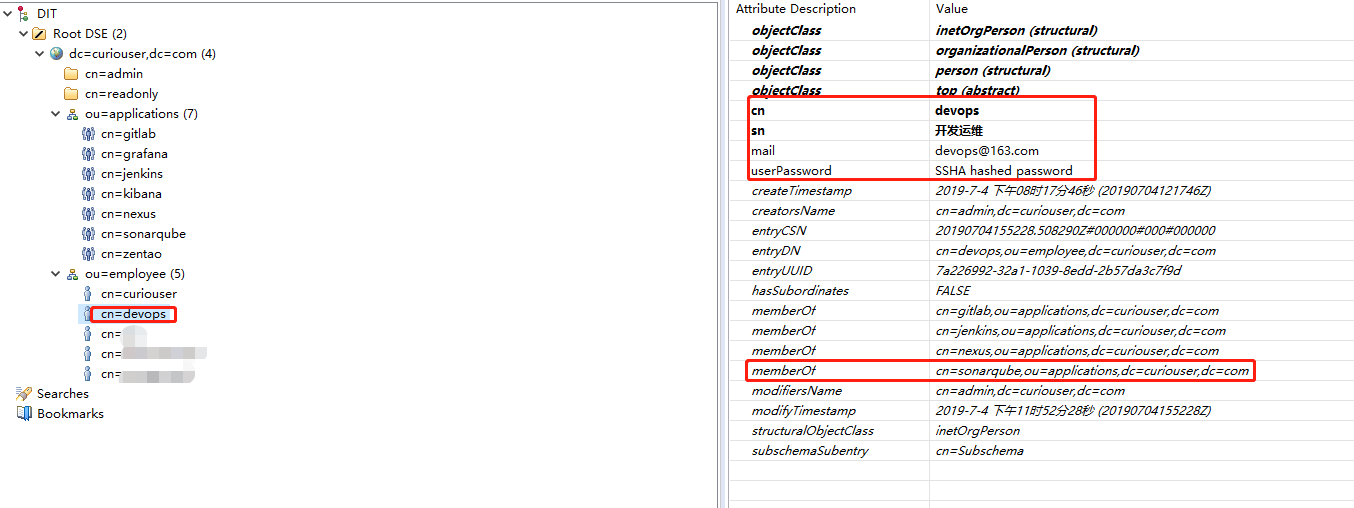 DIT
Root DSE (2)
dc=curiouser,dc=com (4)
cn=admin
cn=readonly
ou=applications (7)
cn=gitlab
cn=grafana
cn=jenkins
cn=kibana
cn=nexus
cn=sonarqube
cn=zentao
ou=employee (5)
cn=curiouser
cn=devops
cn=
cn=
cn=
Searches
Bookmarks
Attribute Description Value
objectClass inetOrgPerson (structural)
objectClass organizationalPerson (structural)
objectClass person (structural)
objectClass top (abstract)
cn devops
sn 开发运维
mail devops@163.com
userPassword SSHA hashed password
createTimestamp 2019-7-4 下午08时17分46秒 (20190704121746Z)
creatorsName cn=admin,dc=curiouser,dc=com
entryCSN 20190704155228.508290Z#000000#000#000000
entryDN cn=devops,ou=employee,dc=curiouser,dc=com
entryUUID 7a226992-32a1-1039-8edd-2b57da3c7f9d
hasSubordinates FALSE
memberOf cn=gitlab,ou=applications,dc=curiouser,dc=com
memberOf cn=jenkins,ou=applications,dc=curiouser,dc=com
memberOf cn=nexus,ou=applications,dc=curiouser,dc=com
memberOf cn=sonarqube,ou=applications,dc=curiouser,dc=com
modifiersName cn=admin,dc=curiouser,dc=com
modifyTimestamp 2019-7-4 下午11时52分28秒 (20190704155228Z)
structuralObjectClass inetOrgPerson
subschemaSubentry cn=Subschema